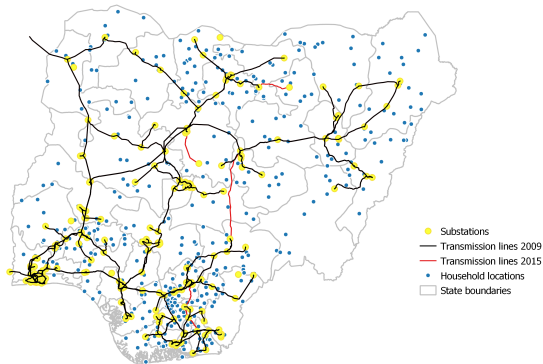 Substations
Transmission lines 2009
Transmission lines 2015
Household locations
State boundaries